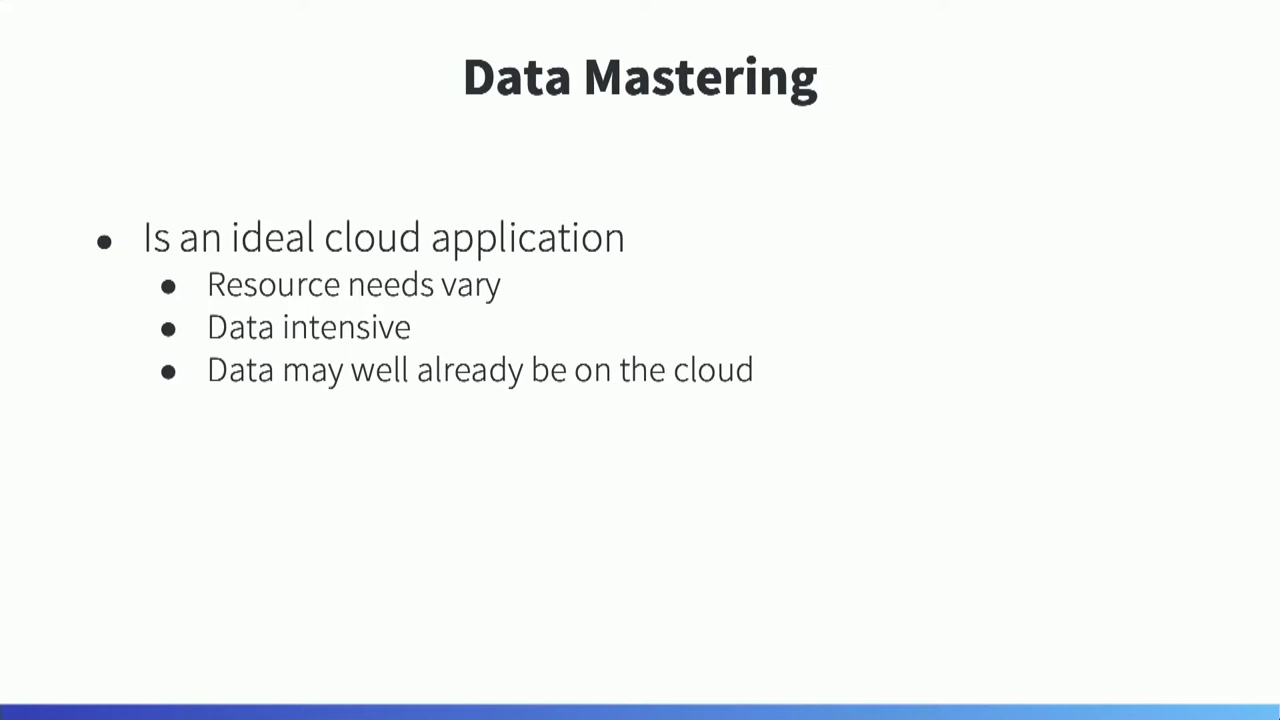 Data Mastering
● Is an ideal cloud application
● Resource needs vary
● Data intensive
● Data may well already be on the cloud